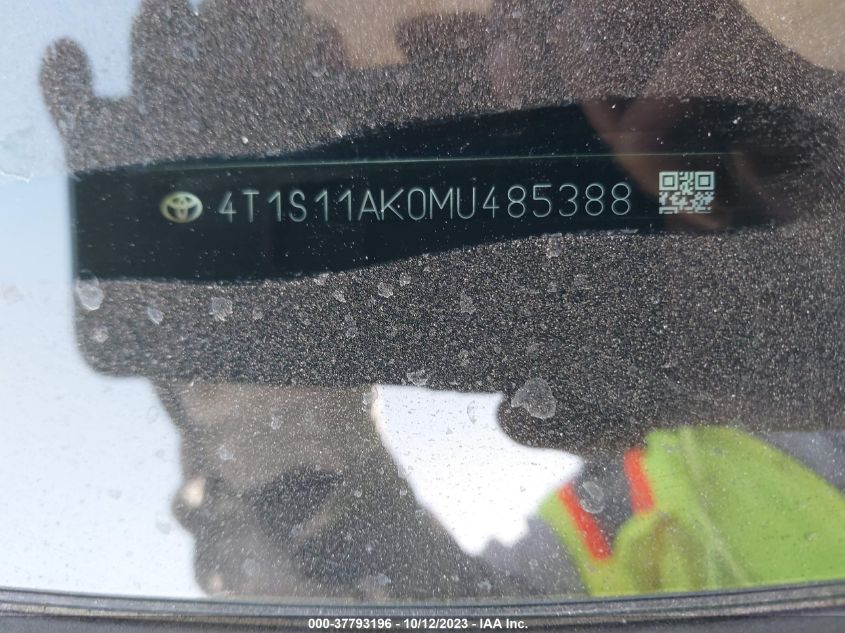 4T1S11AK0MU485388
000-37793196 - 10/12/2023 - IAA Inc.